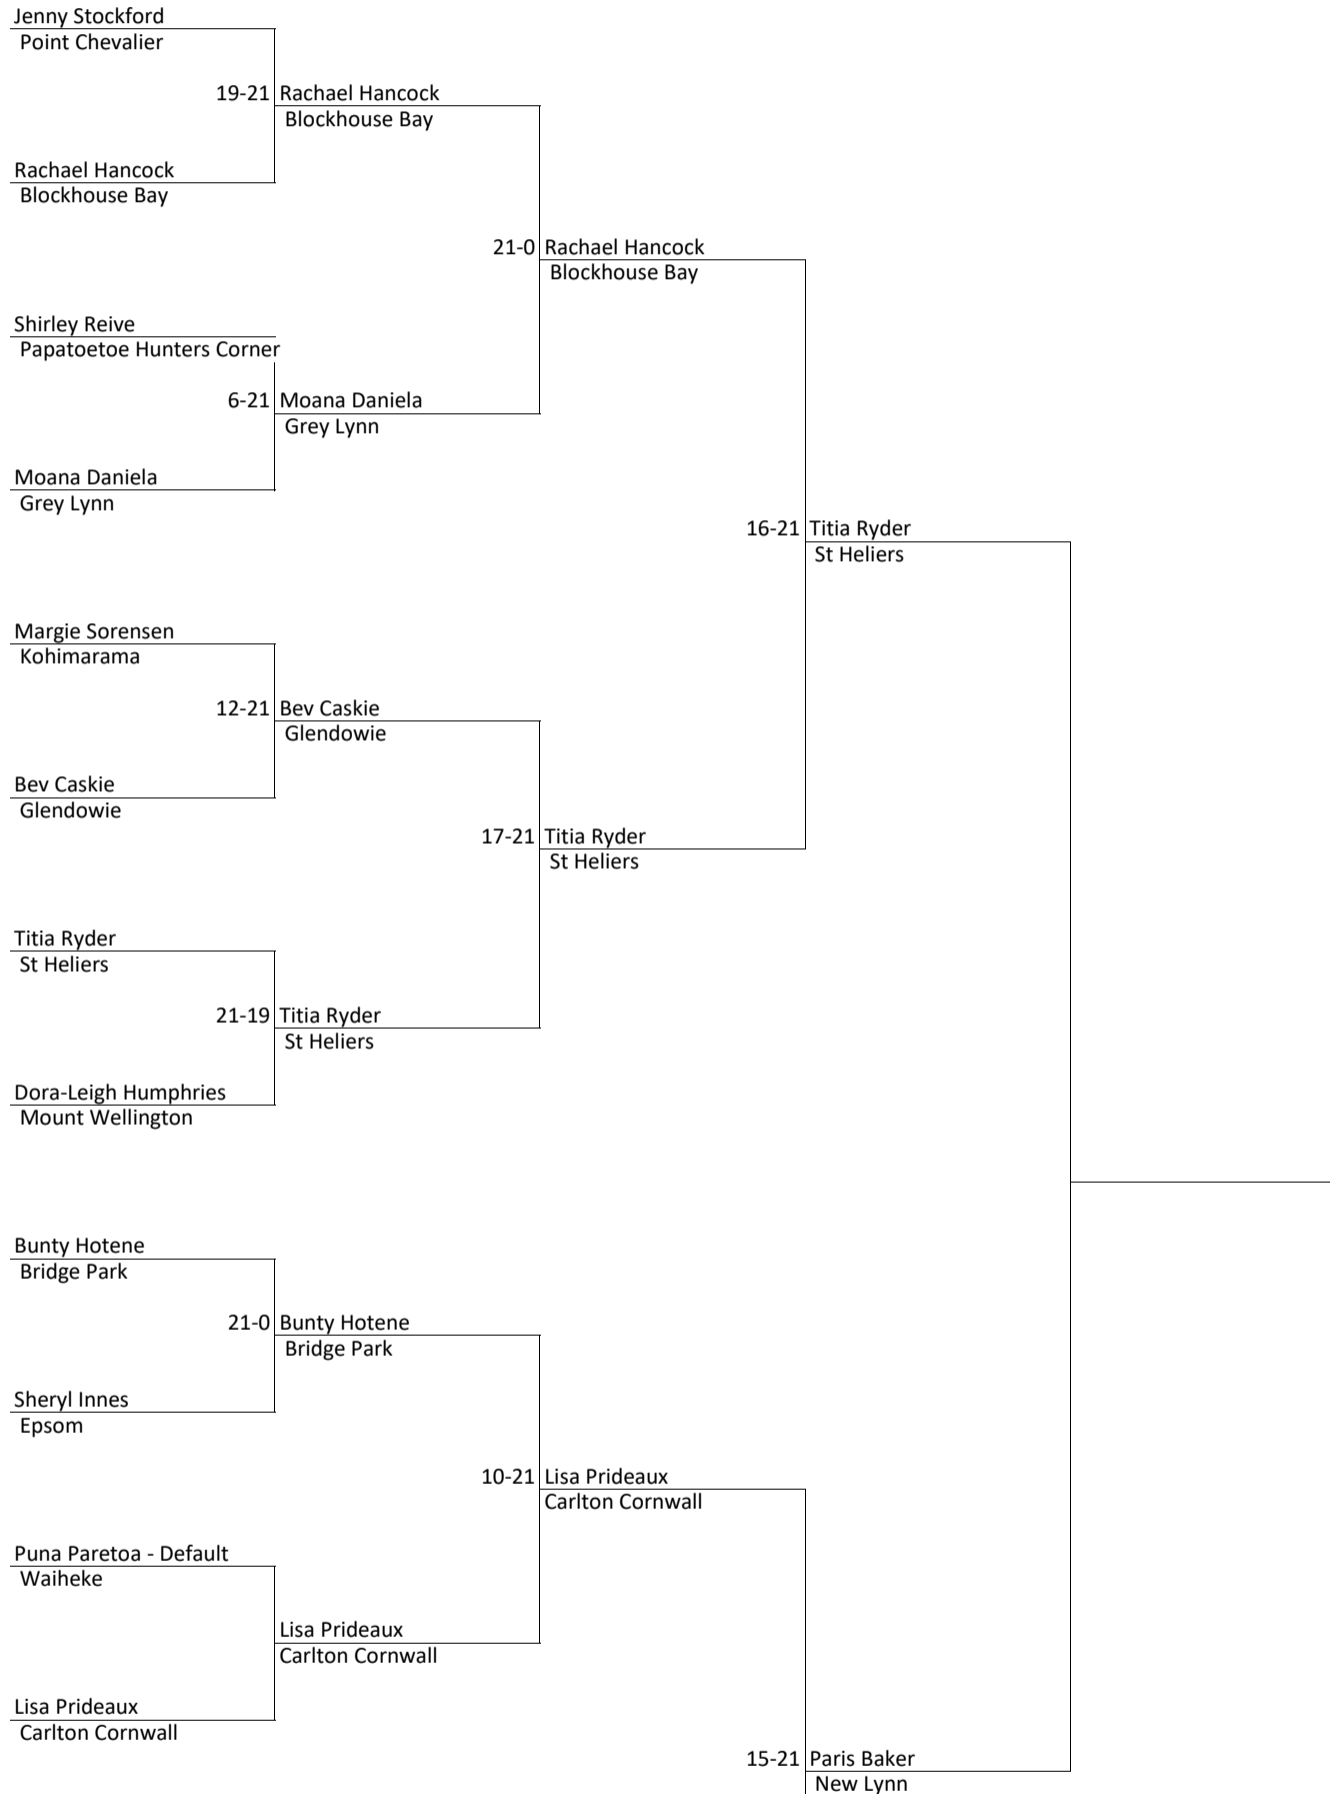 Jenny Stockford
Point Chevalier
19-21 Rachael Hancock
Blockhouse Bay
Rachael Hancock
Blockhouse Bay
21-0 Rachael Hancock
Blockhouse Bay
Shirley Reive
Papatoetoe Hunters Corner
6-21 Moana Daniela
Grey Lynn
Moana Daniela
Grey Lynn
16-21 Titia Ryder
St Heliers
Margie Sorensen
Kohimarama
12-21 Bev Caskie
Glendowie
Bev Caskie
Glendowie
17-21 Titia Ryder
St Heliers
Titia Ryder
St Heliers
21-19 Titia Ryder
St Heliers
Dora-Leigh Humphries
Mount Wellington
Bunty Hotene
Bridge Park
21-0 Bunty Hotene
Bridge Park
Sheryl Innes
Epsom
10-21 Lisa Prideaux
Carlton Cornwall
Puna Paretoa - Default
Waiheke
Lisa Prideaux
Carlton Cornwall
Lisa Prideaux
Carlton Cornwall
15-21 Paris Baker
New Lynn